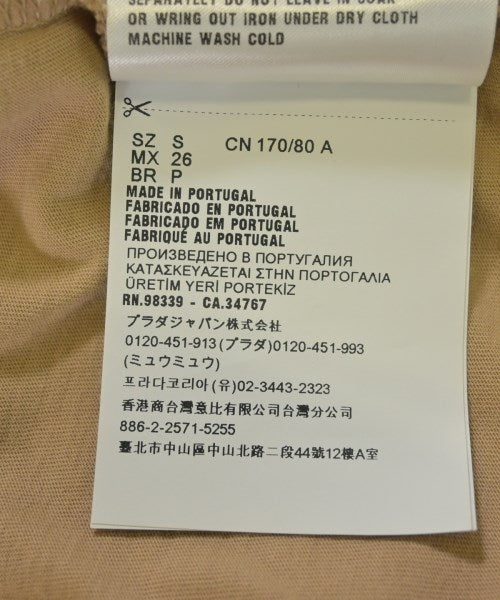 SEPARATELY DO NOT LEAVE IN SOAK
OR WRING OUT IRON UNDER DRY CLOTH
MACHINE WASH COLD
SZ S CN 170/80 A
MX 26
BR P
MADE IN PORTUGAL
FABRICADO EN PORTUGAL
FABRICADO EM PORTUGAL
FABRIQUÉ AU PORTUGAL
ПРОИЗВЕДЕНО В ПОРТУГАЛИЯ
ΚΑΤΑΣΚΕΥΑΖΕΤΑΙ ΣΤΗΝ ΠΟΡΤΟΓΑΛΙΑ
ÜRETİM YERİ PORTEKİZ
RN.98339 - CA.34767
プラダジャパン株式会社
0120-451-913(プラダ)0120-451-993
(ミュウミュウ)
프라다코리아(유)02-3443-2323
香港商台灣意比有限公司台灣分公司
886-2-2571-5255
臺北市中山區中山北路二段44號12樓A室